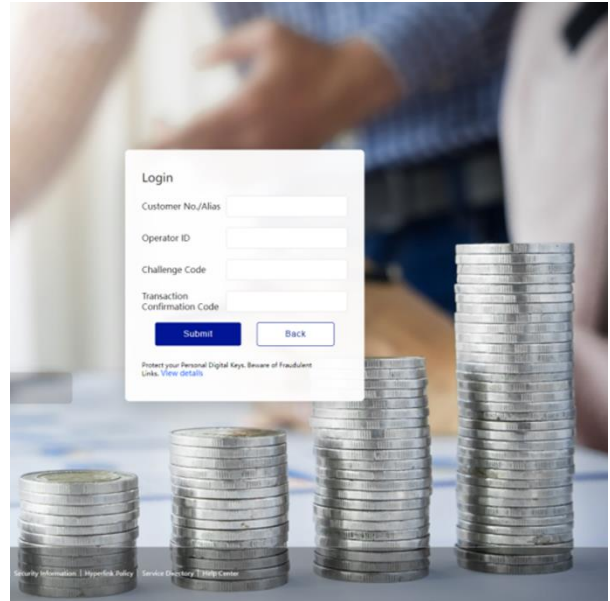 Login
Customer No./Alias
Operator ID
Challenge Code
Transaction
Confirmation Code
Submit Back
Protect your Personal Digital Keys. Beware of Fraudulent
Links. View details
Security Information | Hyperlink Policy | Service Directory | Help Center